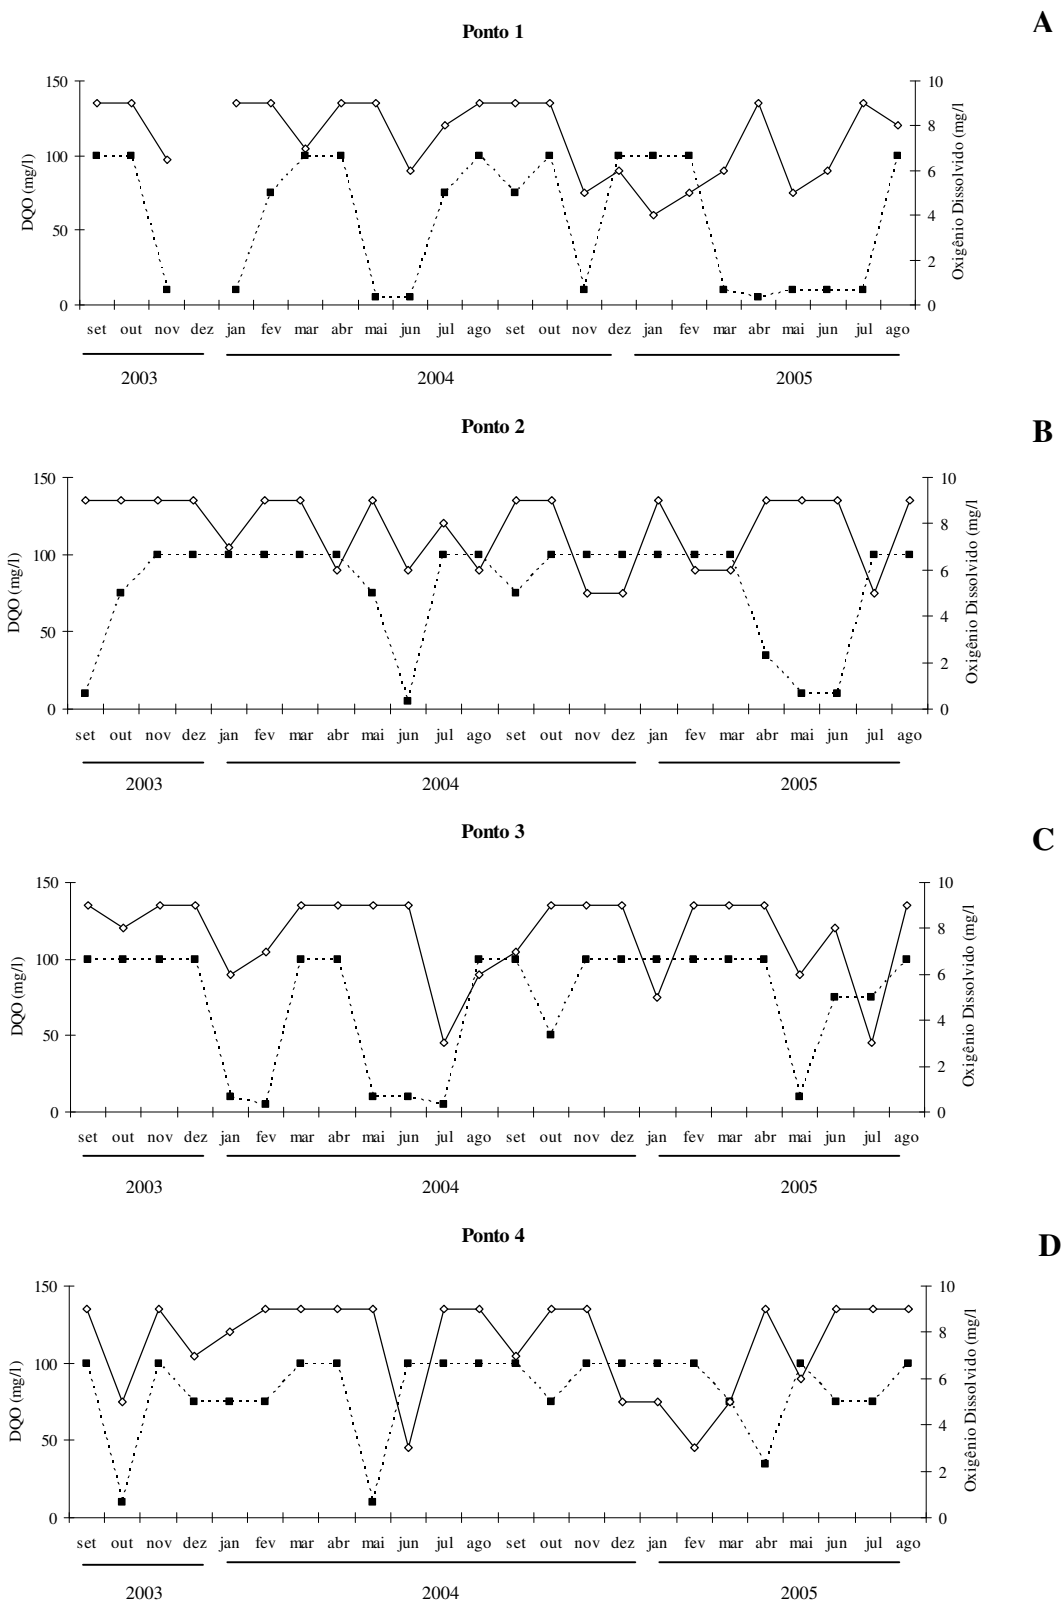 A
Ponto 1
150
100
50
0
DQO (mg/l)
10
8
6
4
2
0
Oxigênio Dissolvido (mg/l
set out nov dez jan fev mar abr mai jun jul ago set out nov dez jan fev mar abr mai jun jul ago
2003 2004 2005
B
Ponto 2
150
100
50
0
DQO (mg/l)
10
8
6
4
2
0
Oxigênio Dissolvido (mg/l
set out nov dez jan fev mar abr mai jun jul ago set out nov dez jan fev mar abr mai jun jul ago
2003 2004 2005
C
Ponto 3
150
100
50
0
DQO (mg/l)
10
8
6
4
2
0
Oxigênio Dissolvido (mg/l
set out nov dez jan fev mar abr mai jun jul ago set out nov dez jan fev mar abr mai jun jul ago
2003 2004 2005
D
Ponto 4
150
100
50
0
DQO (mg/l)
10
8
6
4
2
0
Oxigênio Dissolvido (mg/l
set out nov dez jan fev mar abr mai jun jul ago set out nov dez jan fev mar abr mai jun jul ago
2003 2004 2005